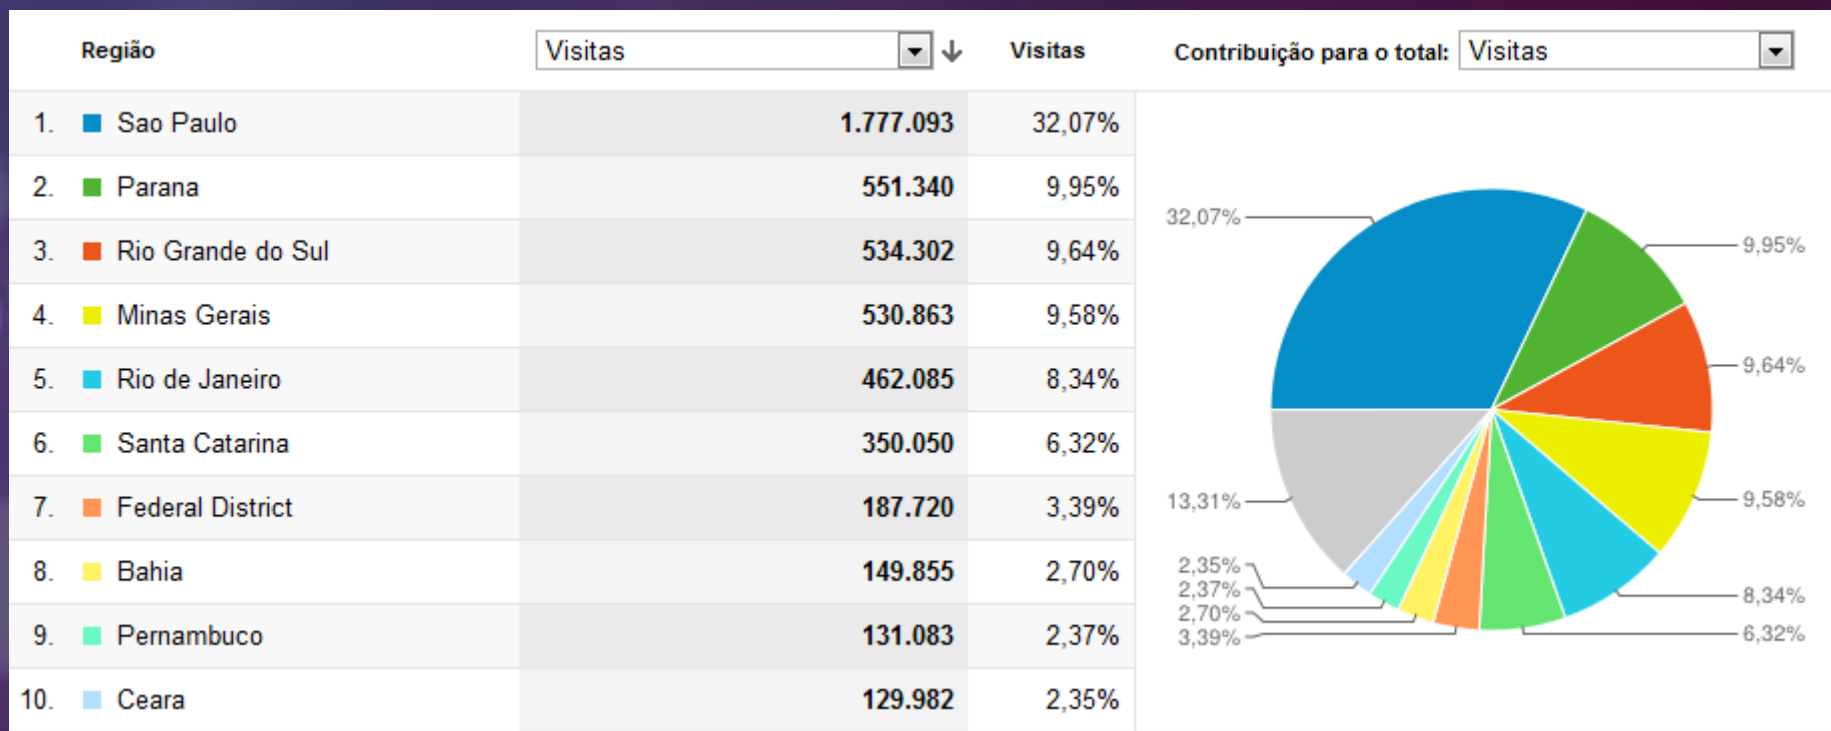 Região Visitas Visitas Contribuição para o total: Visitas
1. Sao Paulo 1.777.093 32,07%
2. Parana 551.340 9,95%
3. Rio Grande do Sul 534.302 9,64%
4. Minas Gerais 530.863 9,58%
5. Rio de Janeiro 462.085 8,34%
6. Santa Catarina 350.050 6,32%
7. Federal District 187.720 3,39%
8. Bahia 149.855 2,70%
9. Pernambuco 131.083 2,37%
10. Ceara 129.982 2,35%
32,07%
9,95%
9,64%
13,31%
9,58%
2,35%
2,37%
2,70%
3,39%
8,34%
6,32%